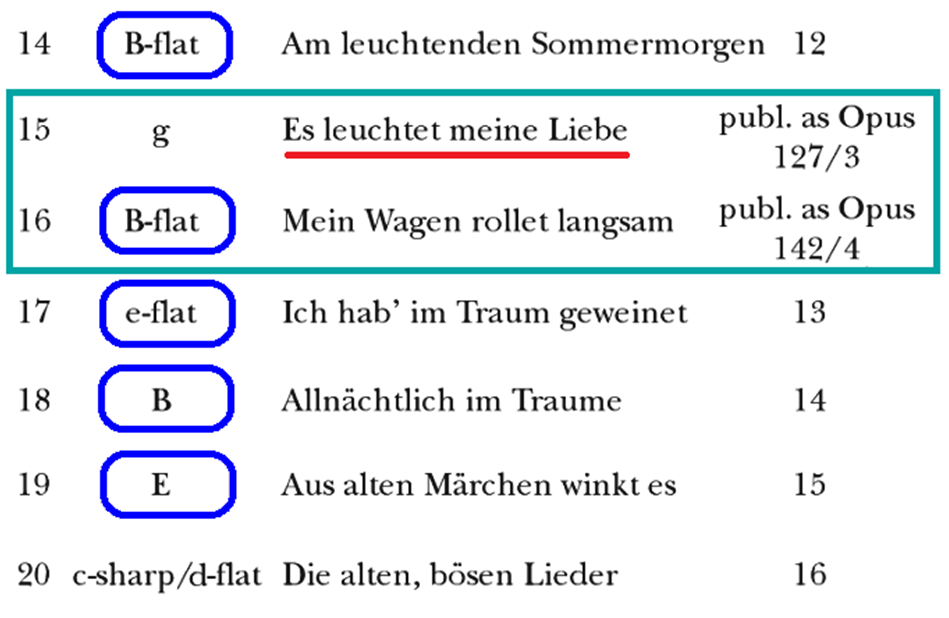 14 B-flat Am leuchtenden Sommermorgen 12
15 g Es leuchtet meine Liebe publ. as Opus
127/3
16 B-flat Mein Wagen rollet langsam publ. as Opus
142/4
17 e-flat Ich hab’ im Traum geweinet 13
18 B Allnächtlich im Traume 14
19 E Aus alten Märchen winkt es 15
20 c-sharp/d-flat Die alten, bösen Lieder 16